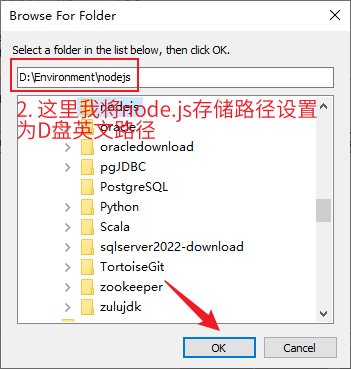 Browse For Folder
Select a folder in the list below, then click OK.
D:\Environment\nodejs
nodejs
2. 这里我将Node.js存储路径设置
oracle
为D盘英文路径
oracledownload
pgJDBC
PostgreSQL
Python
Scala
sqlserver2022-download
TortoiseGit
zookeeper
zulujdk
OK
Cancel